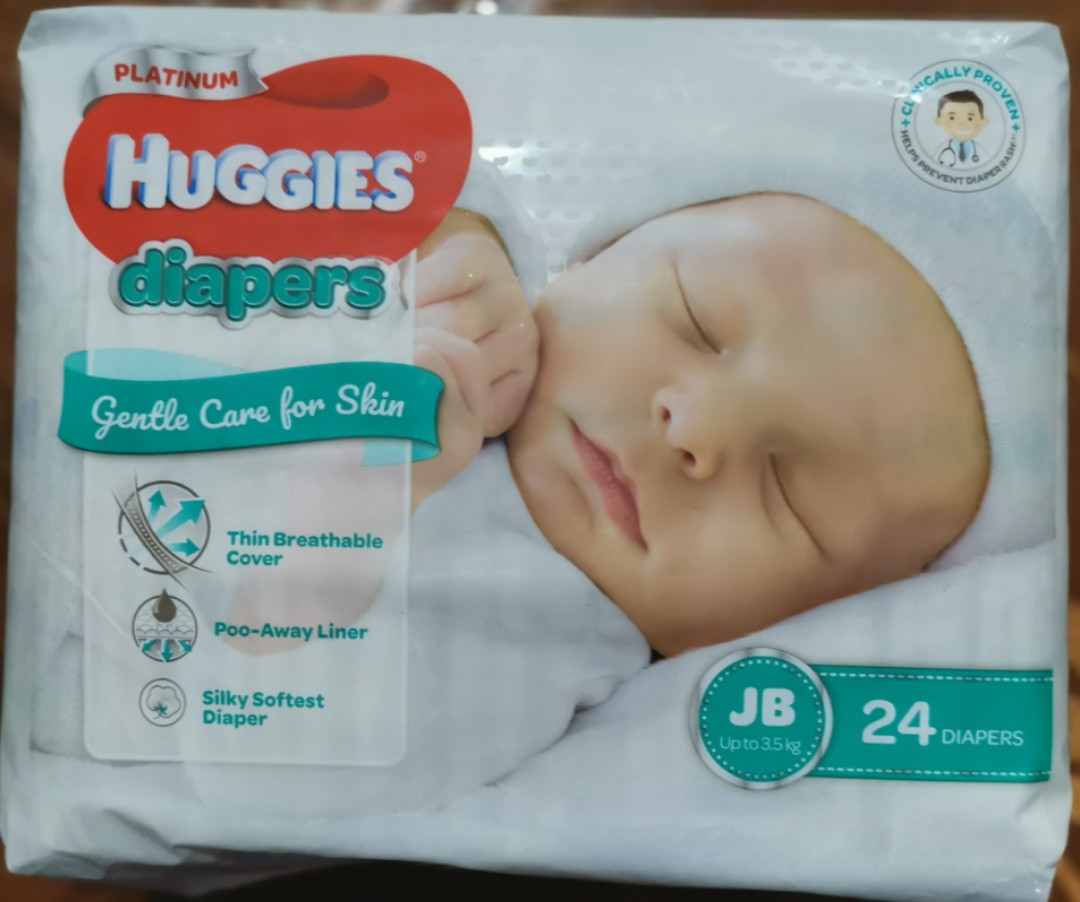 PLATINUM
HUGGIES®
diapers
Gentle Care for Skin
Thin Breathable
Cover
Poo-Away Liner
Silky Softest
Diaper
+ CLINICALLY PROVEN +
HELPS PREVENT DIAPER RASH
JB
Up to 3.5 kg
24 DIAPERS